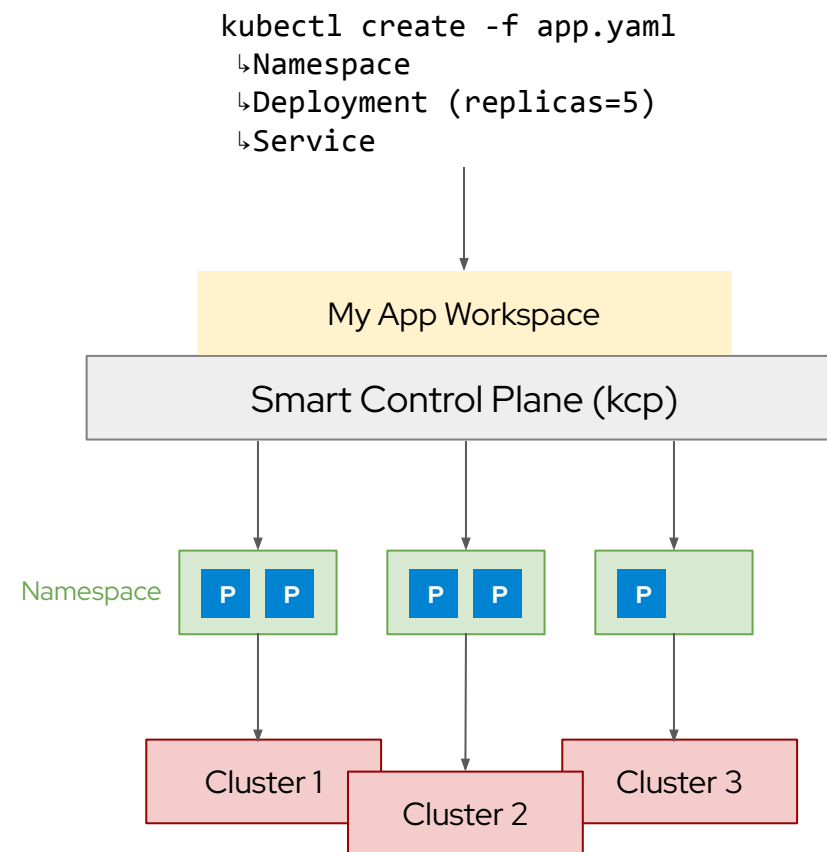 kubectl create -f app.yaml
↳Namespace
↳Deployment (replicas=5)
↳Service
My App Workspace
Smart Control Plane (kcp)
Namespace
P P P P P
Cluster 1
Cluster 2
Cluster 3